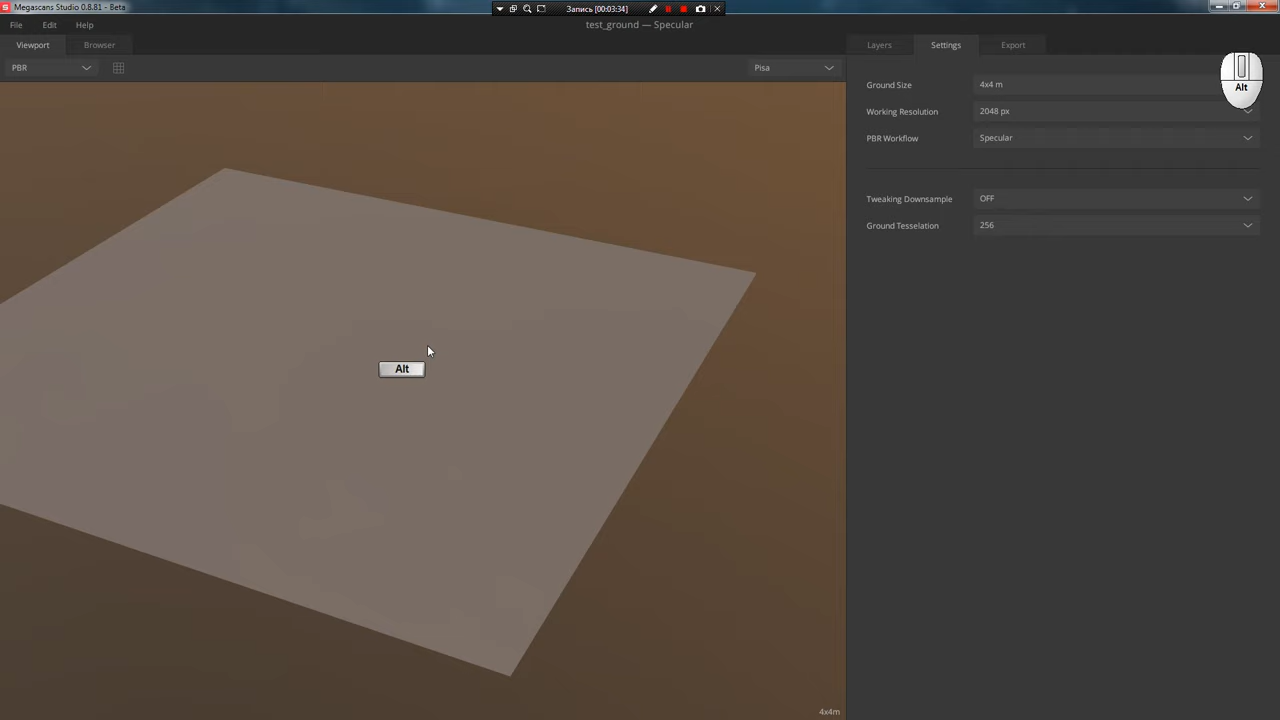 Megascans Studio 0.8.81 - Beta
Запись [00:03:34]
File Edit Help
test_ground — Specular
Viewport Browser
Layers Settings Export
PBR
Pisa
Alt
Ground Size 4x4 m
Working Resolution 2048 px
PBR Workflow Specular
Tweaking Downsample OFF
Ground Tesselation 256
Alt
4x4m